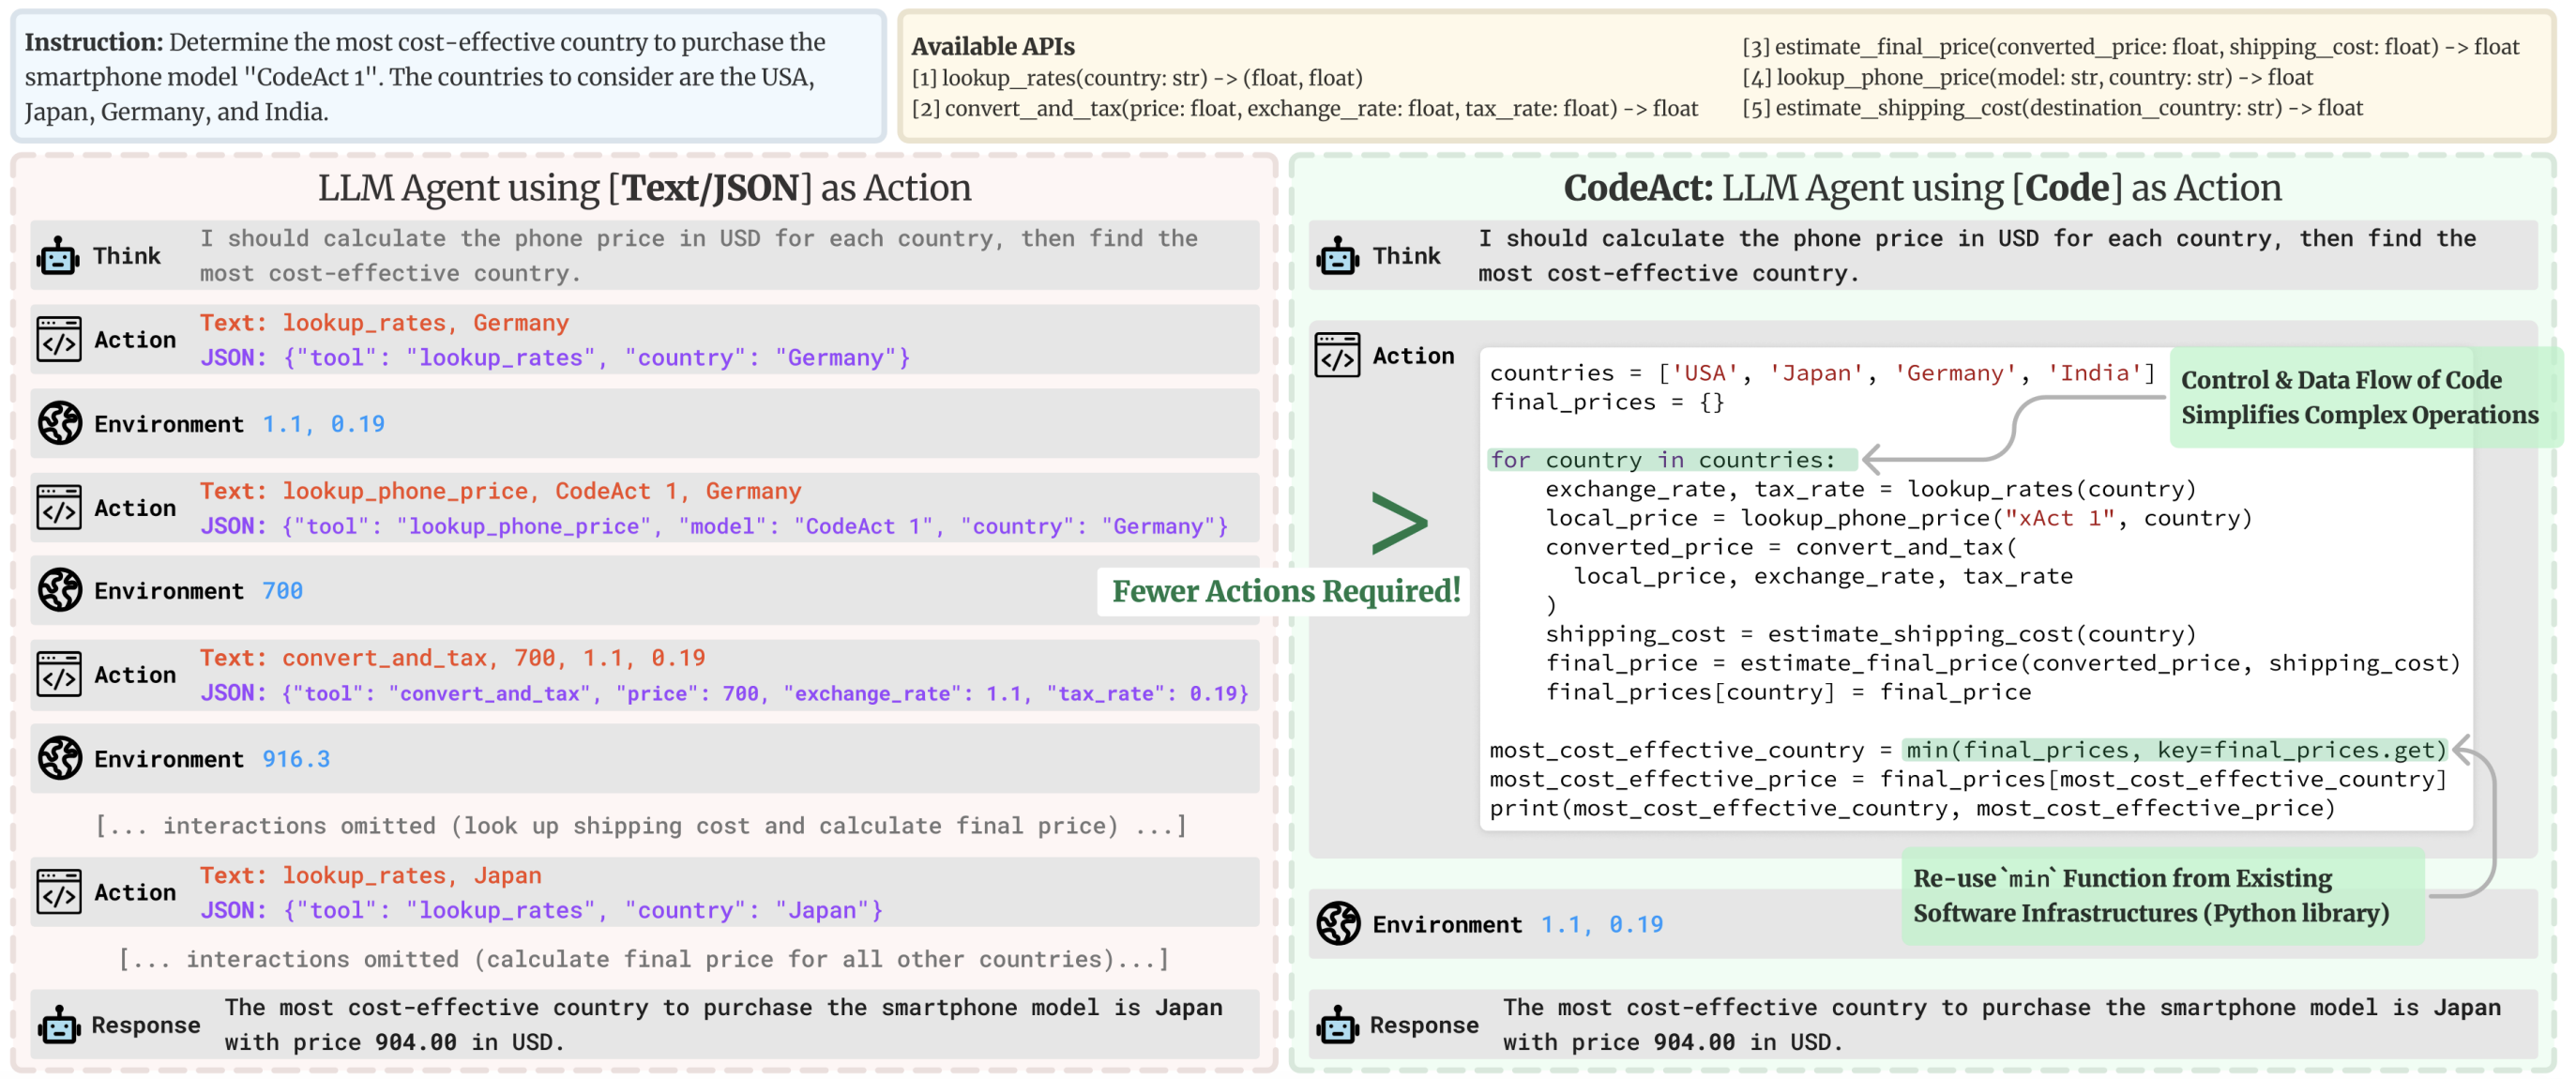 Instruction: Determine the most cost-effective country to purchase the
smartphone model "CodeAct 1". The countries to consider are the USA,
Japan, Germany, and India.
Available APIs
[1] lookup_rates(country: str) -> (float, float)
[2] convert_and_tax(price: float, exchange_rate: float, tax_rate: float) -> float
[3] estimate_final_price(converted_price: float, shipping_cost: float) -> float
[4] lookup_phone_price(model: str, country: str) -> float
[5] estimate_shipping_cost(destination_country: str) -> float
LLM Agent using [Text/JSON] as Action
Think
I should calculate the phone price in USD for each country, then find the
most cost-effective country.
Action
Text: lookup_rates, Germany
JSON: {"tool": "lookup_rates", "country": "Germany"}
Environment 1.1, 0.19
Action
Text: lookup_phone_price, CodeAct 1, Germany
JSON: {"tool": "lookup_phone_price", "model": "CodeAct 1", "country": "Germany"}
Environment 700
Action
Text: convert_and_tax, 700, 1.1, 0.19
JSON: {"tool": "convert_and_tax", "price": 700, "exchange_rate": 1.1, "tax_rate": 0.19}
Environment 916.3
[... interactions omitted (look up shipping cost and calculate final price) ...]
Action
Text: lookup_rates, Japan
JSON: {"tool": "lookup_rates", "country": "Japan"}
[... interactions omitted (calculate final price for all other countries)...]
Response
The most cost-effective country to purchase the smartphone model is Japan
with price 904.00 in USD.
>
Fewer Actions Required!
CodeAct: LLM Agent using [Code] as Action
Think
I should calculate the phone price in USD for each country, then find the
most cost-effective country.
Action
countries = ['USA', 'Japan', 'Germany', 'India']
final_prices = {}
for country in countries:
exchange_rate, tax_rate = lookup_rates(country)
local_price = lookup_phone_price("xAct 1", country)
converted_price = convert_and_tax(
local_price, exchange_rate, tax_rate
)
shipping_cost = estimate_shipping_cost(country)
final_price = estimate_final_price(converted_price, shipping_cost)
final_prices[country] = final_price
most_cost_effective_country = min(final_prices, key=final_prices.get)
most_cost_effective_price = final_prices[most_cost_effective_country]
print(most_cost_effective_country, most_cost_effective_price)
Control & Data Flow of Code
Simplifies Complex Operations
Re-use `min` Function from Existing
Software Infrastructures (Python library)
Environment 1.1, 0.19
Response
The most cost-effective country to purchase the smartphone model is Japan
with price 904.00 in USD.